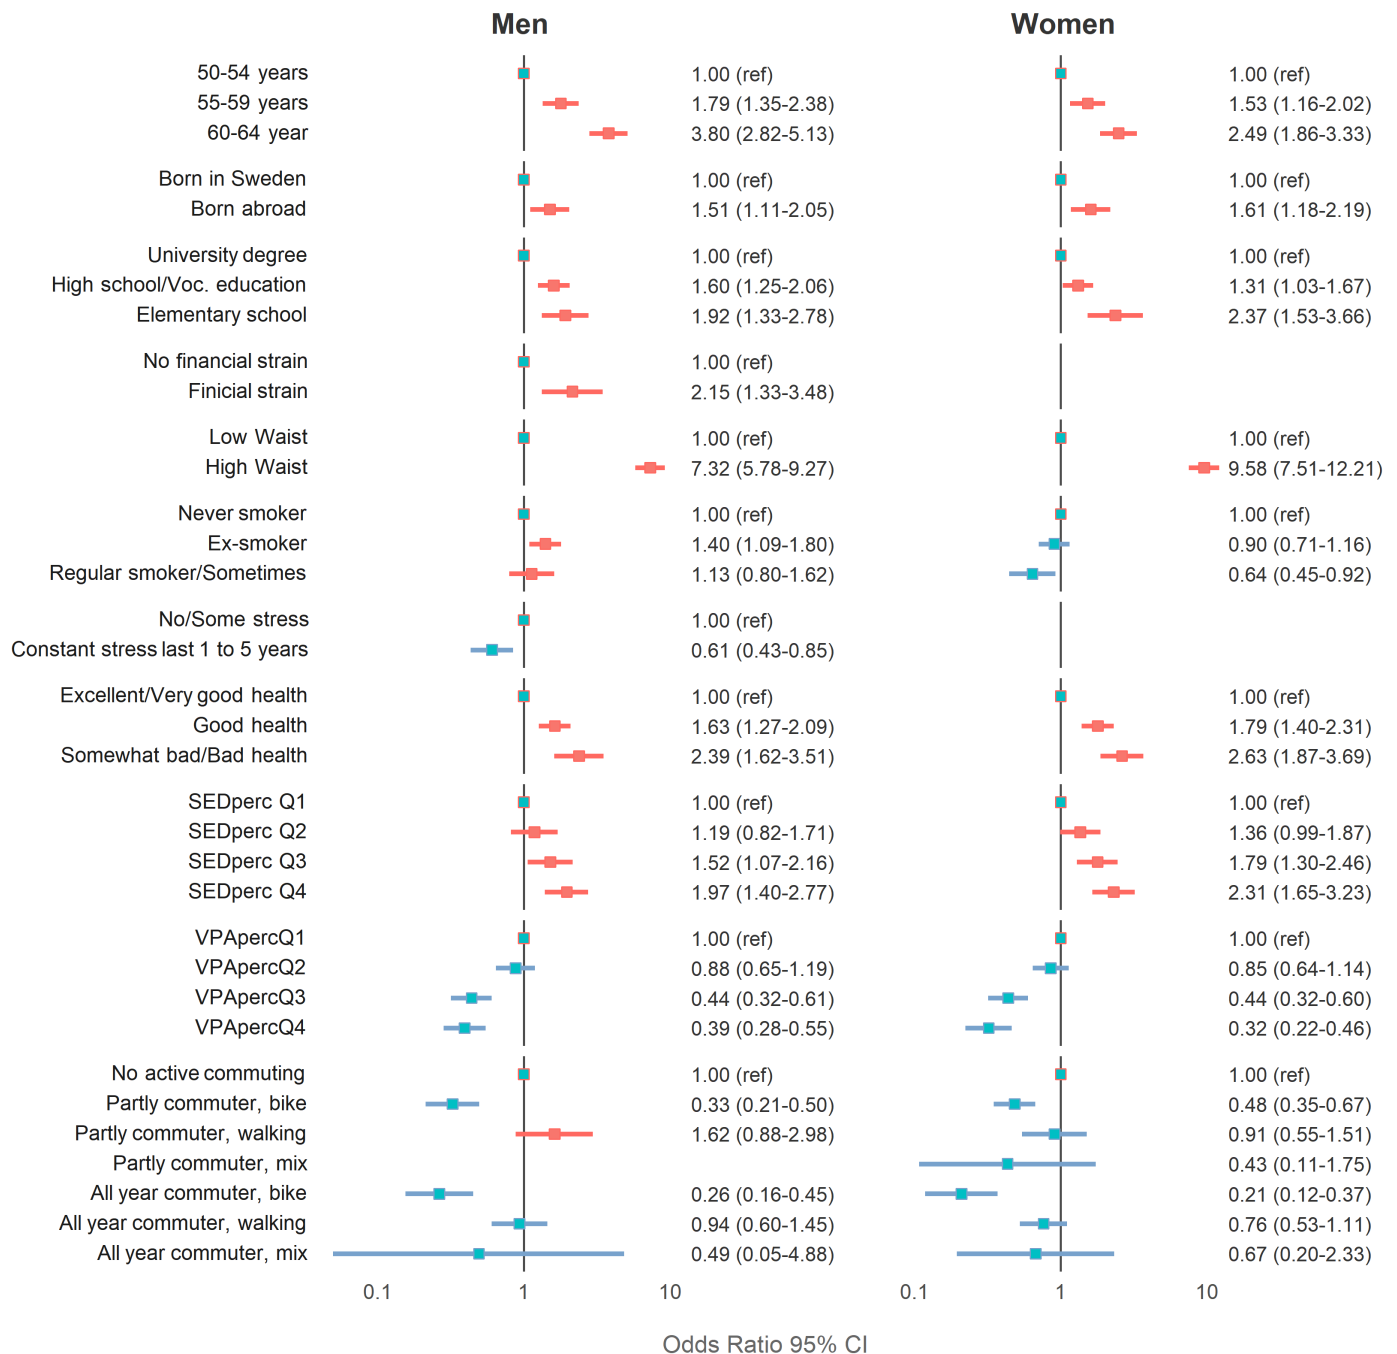 Men Women
50-54 years 1.00 (ref) 1.00 (ref)
55-59 years 1.79 (1.35-2.38) 1.53 (1.16-2.02)
60-64 year 3.80 (2.82-5.13) 2.49 (1.86-3.33)
Born in Sweden 1.00 (ref) 1.00 (ref)
Born abroad 1.51 (1.11-2.05) 1.61 (1.18-2.19)
University degree 1.00 (ref) 1.00 (ref)
High school/Voc. education 1.60 (1.25-2.06) 1.31 (1.03-1.67)
Elementary school 1.92 (1.33-2.78) 2.37 (1.53-3.66)
No financial strain 1.00 (ref)
Finicial strain 2.15 (1.33-3.48)
Low Waist 1.00 (ref) 1.00 (ref)
High Waist 7.32 (5.78-9.27) 9.58 (7.51-12.21)
Never smoker 1.00 (ref) 1.00 (ref)
Ex-smoker 1.40 (1.09-1.80) 0.90 (0.71-1.16)
Regular smoker/Sometimes 1.13 (0.80-1.62) 0.64 (0.45-0.92)
No/Some stress 1.00 (ref)
Constant stress last 1 to 5 years 0.61 (0.43-0.85)
Excellent/Very good health 1.00 (ref) 1.00 (ref)
Good health 1.63 (1.27-2.09) 1.79 (1.40-2.31)
Somewhat bad/Bad health 2.39 (1.62-3.51) 2.63 (1.87-3.69)
SEDperc Q1 1.00 (ref) 1.00 (ref)
SEDperc Q2 1.19 (0.82-1.71) 1.36 (0.99-1.87)
SEDperc Q3 1.52 (1.07-2.16) 1.79 (1.30-2.46)
SEDperc Q4 1.97 (1.40-2.77) 2.31 (1.65-3.23)
VPApercQ1 1.00 (ref) 1.00 (ref)
VPApercQ2 0.88 (0.65-1.19) 0.85 (0.64-1.14)
VPApercQ3 0.44 (0.32-0.61) 0.44 (0.32-0.60)
VPApercQ4 0.39 (0.28-0.55) 0.32 (0.22-0.46)
No active commuting 1.00 (ref) 1.00 (ref)
Partly commuter, bike 0.33 (0.21-0.50) 0.48 (0.35-0.67)
Partly commuter, walking 1.62 (0.88-2.98) 0.91 (0.55-1.51)
Partly commuter, mix 0.43 (0.11-1.75)
All year commuter, bike 0.26 (0.16-0.45) 0.21 (0.12-0.37)
All year commuter, walking 0.94 (0.60-1.45) 0.76 (0.53-1.11)
All year commuter, mix 0.49 (0.05-4.88) 0.67 (0.20-2.33)
0.1 1 10 0.1 1 10
Odds Ratio 95% CI